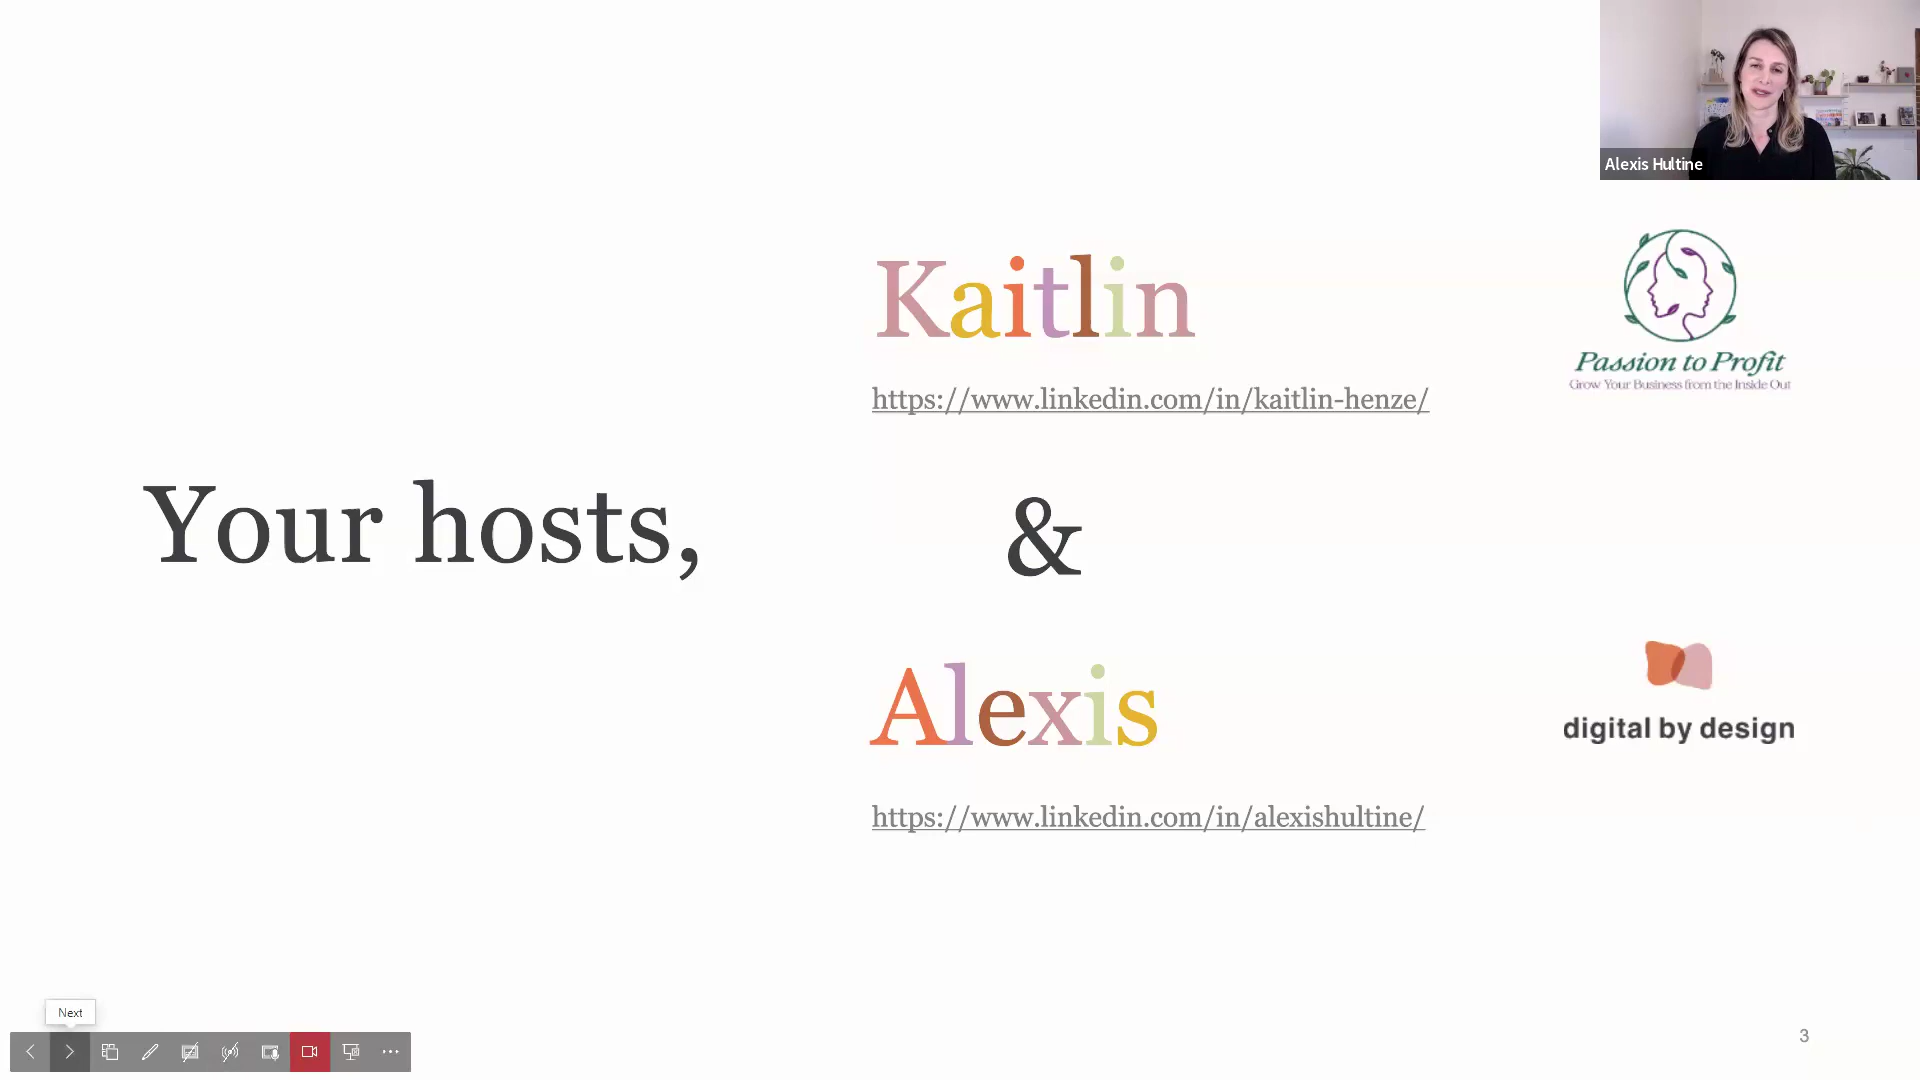 Alexis Hultine
Kaitlin
https://www.linkedin.com/in/kaitlin-henze/
Passion to Profit
Grow Your Business from the Inside Out
Your hosts,
&
Alexis
https://www.linkedin.com/in/alexishultine/
digital by design
Next
3